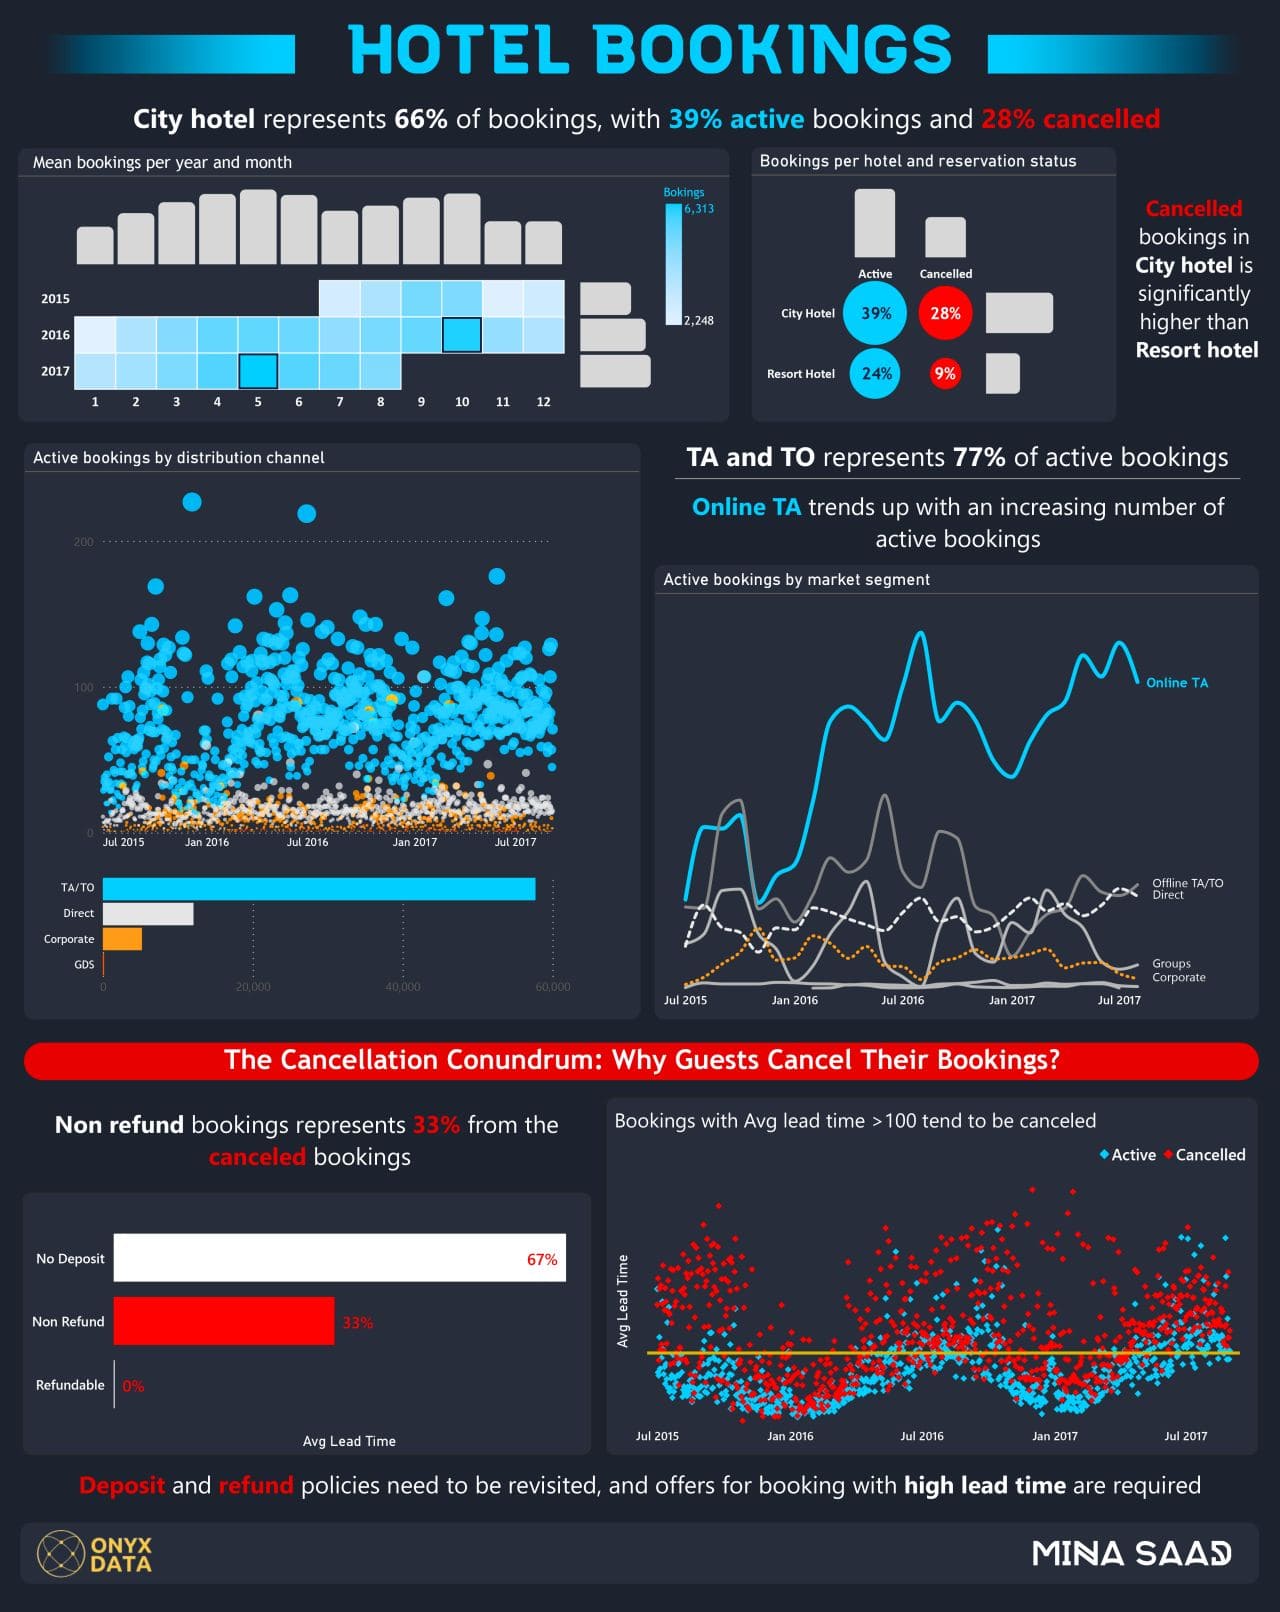 HOTEL BOOKINGS
City hotel represents 66% of bookings, with 39% active bookings and 28% cancelled
Mean bookings per year and month
Bokings
6,313
2,248
2015
2016
2017
1 2 3 4 5 6 7 8 9 10 11 12
Bookings per hotel and reservation status
Active Cancelled
City Hotel 39% 28%
Resort Hotel 24% 9%
Cancelled
bookings in
City hotel is
significantly
higher than
Resort hotel
Active bookings by distribution channel
200
100
0
Jul 2015 Jan 2016 Jul 2016 Jan 2017 Jul 2017
TA/TO
Direct
Corporate
GDS
0 20,000 40,000 60,000
TA and TO represents 77% of active bookings
Online TA trends up with an increasing number of
active bookings
Active bookings by market segment
Online TA
Offline TA/TO
Direct
Groups
Corporate
Jul 2015 Jan 2016 Jul 2016 Jan 2017 Jul 2017
The Cancellation Conundrum: Why Guests Cancel Their Bookings?
Non refund bookings represents 33% from the
canceled bookings
No Deposit 67%
Non Refund 33%
Refundable 0%
Avg Lead Time
Bookings with Avg lead time >100 tend to be canceled
Active Cancelled
Avg Lead Time
Jul 2015 Jan 2016 Jul 2016 Jan 2017 Jul 2017
Deposit and refund policies need to be revisited, and offers for booking with high lead time are required
ONYX
DATA
MINA SAAD